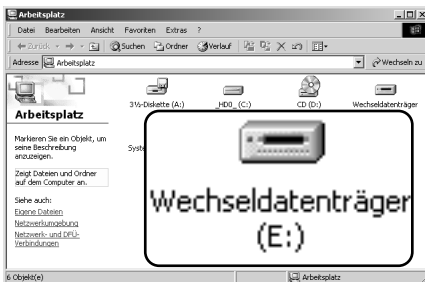 Arbeitsplatz
Datei Bearbeiten Ansicht Favoriten Extras ?
Zurück Suchen Ordner Verlauf
Adresse Arbeitsplatz Wechseln zu
3½-Diskette (A:) _HD0_ (C:) CD (D:) Wechseldatenträger
Arbeitsplatz
Markieren Sie ein Objekt, um
seine Beschreibung
anzuzeigen.
Zeigt Dateien und Ordner
auf dem Computer an.
Siehe auch:
Eigene Dateien
Netzwerkumgebung
Netzwerk- und DFÜ-
Verbindungen
Syste
Wechseldatenträger
(E:)
6 Objekt(e) Arbeitsplatz